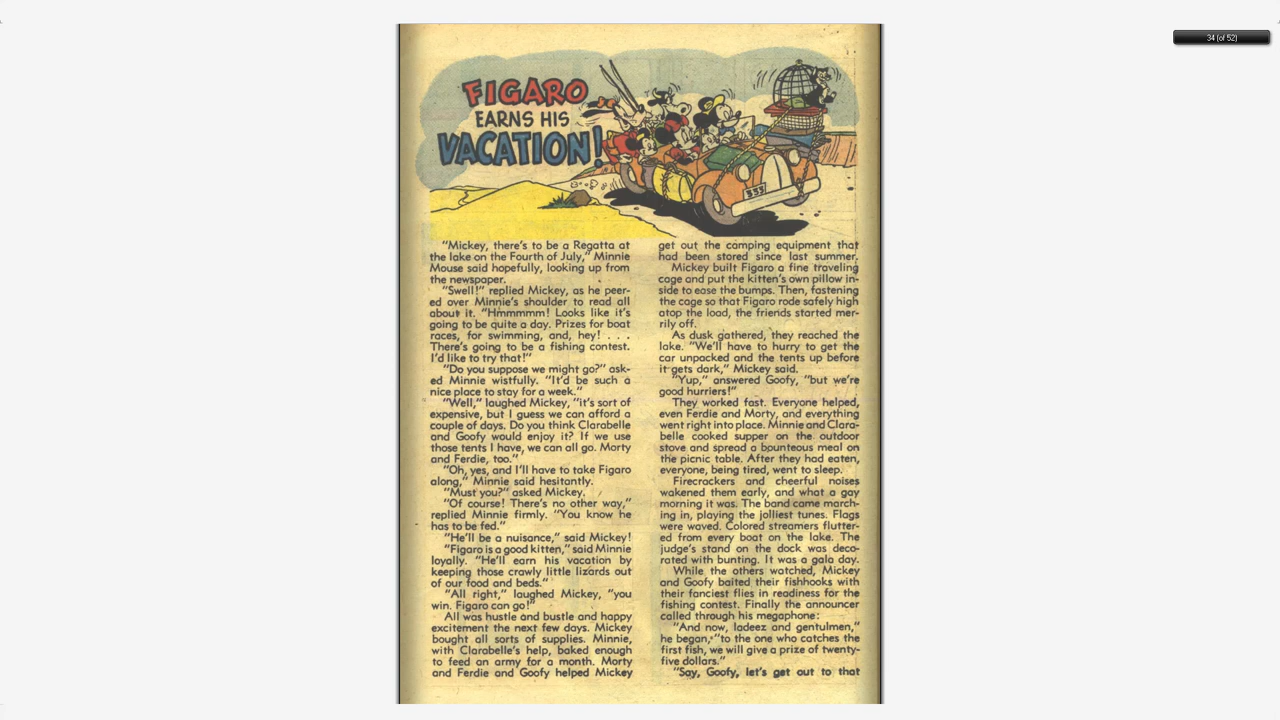 34 (of 52)
FIGARO
EARNS HIS
VACATION!
333
"Mickey, there's to be a Regatta at
the lake on the Fourth of July," Minnie
Mouse said hopefully, looking up from
the newspaper.
"Swell!" replied Mickey, as he peer-
ed over Minnie's shoulder to read all
about it. "Hmmmmm! Looks like it's
going to be quite a day. Prizes for boat
races, for swimming, and, hey! . . .
There's going to be a fishing contest.
I'd like to try that!"
"Do you suppose we might go?" ask-
ed Minnie wistfully. "It'd be such a
nice place to stay for a week."
"Well," laughed Mickey, "it's sort of
expensive, but I guess we can afford a
couple of days. Do you think Clarabelle
and Goofy would enjoy it? If we use
those tents I have, we can all go. Morty
and Ferdie, too."
"Oh, yes, and I'll have to take Figaro
along," Minnie said hesitantly.
"Must you?" asked Mickey.
"Of course! There's no other way,"
replied Minnie firmly. "You know he
has to be fed."
"He'll be a nuisance," said Mickey!
"Figaro is a good kitten," said Minnie
loyally. "He'll earn his vacation by
keeping those crawly little lizards out
of our food and beds."
"All right," laughed Mickey, "you
win. Figaro can go!"
All was hustle and bustle and happy
excitement the next few days. Mickey
bought all sorts of supplies. Minnie,
with Clarabelle's help, baked enough
to feed an army for a month. Morty
and Ferdie and Goofy helped Mickey
get out the camping equipment that
had been stored since last summer.
Mickey built Figaro a fine traveling
cage and put the kitten's own pillow in-
side to ease the bumps. Then, fastening
the cage so that Figaro rode safely high
atop the load, the friends started mer-
rily off.
As dusk gathered, they reached the
lake. "We'll have to hurry to get the
car unpacked and the tents up before
it gets dark," Mickey said.
"Yup," answered Goofy, "but we're
good hurriers!"
They worked fast. Everyone helped,
even Ferdie and Morty, and everything
went right into place. Minnie and Clara-
belle cooked supper on the outdoor
stove and spread a bounteous meal on
the picnic table. After they had eaten,
everyone, being tired, went to sleep.
Firecrackers and cheerful noises
wakened them early, and what a gay
morning it was. The band came march-
ing in, playing the jolliest tunes. Flags
were waved. Colored streamers flutter-
ed from every boat on the lake. The
judge's stand on the dock was deco-
rated with bunting. It was a gala day.
While the others watched, Mickey
and Goofy baited their fishhooks with
their fanciest flies in readiness for the
fishing contest. Finally the announcer
called through his megaphone:
"And now, ladeez and gentulmen,"
he began, "to the one who catches the
first fish, we will give a prize of twenty-
five dollars."
"Say, Goofy, let's get out to that